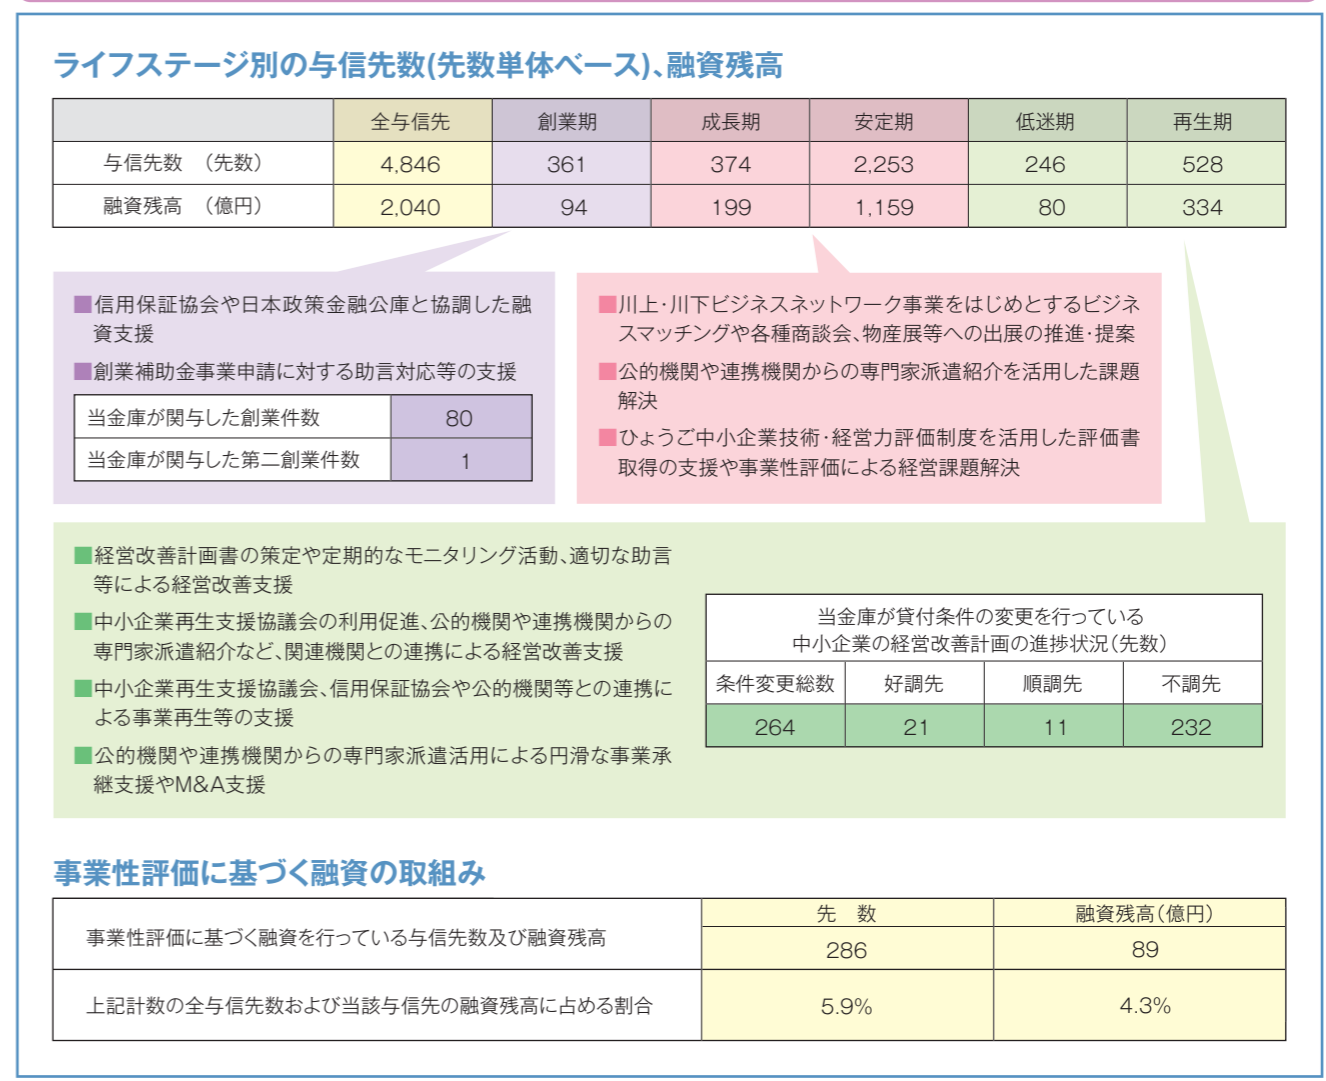 ライフステージ別の与信先数(先数単体ベース)、融資残高
全与信先 創業期 成長期 安定期 低迷期 再生期
与信先数 (先数) 4,846 361 374 2,253 246 528
融資残高 (億円) 2,040 94 199 1,159 80 334
■信用保証協会や日本政策金融公庫と協調した融
資支援
■創業補助金事業申請に対する助言対応等の支援
当金庫が関与した創業件数 80
当金庫が関与した第二創業件数 1
■川上・川下ビジネスネットワーク事業をはじめとするビジネ
スマッチングや各種商談会、物産展等への出展の推進・提案
■公的機関や連携機関からの専門家派遣紹介を活用した課題
解決
■ひょうご中小企業技術・経営力評価制度を活用した評価書
取得の支援や事業性評価による経営課題解決
■経営改善計画書の策定や定期的なモニタリング活動、適切な助言
等による経営改善支援
■中小企業再生支援協議会の利用促進、公的機関や連携機関からの
専門家派遣紹介など、関連機関との連携による経営改善支援
■中小企業再生支援協議会、信用保証協会や公的機関等との連携に
よる事業再生等の支援
■公的機関や連携機関からの専門家派遣活用による円滑な事業承
継支援やM&A支援
当金庫が貸付条件の変更を行っている
中小企業の経営改善計画の進捗状況(先数)
条件変更総数 好調先 順調先 不調先
264 21 11 232
事業性評価に基づく融資の取組み
先 数 融資残高(億円)
事業性評価に基づく融資を行っている与信先数及び融資残高 286 89
上記計数の全与信先数および当該与信先の融資残高に占める割合 5.9% 4.3%